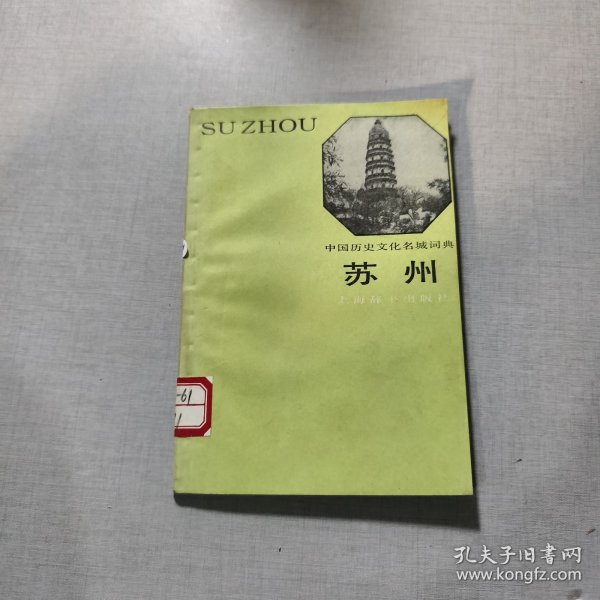 SU ZHOU
中国历史文化名城词典
苏州
上海辞书出版社
-61
孔夫子旧书网
www.kongfz.com